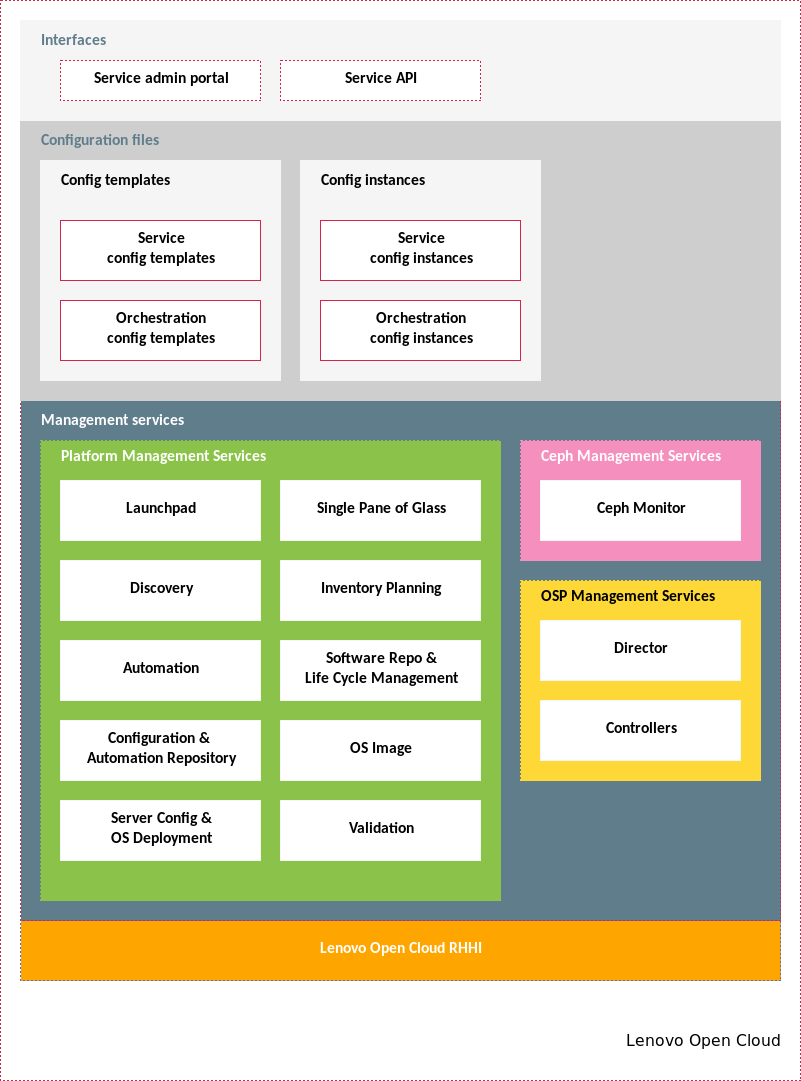 Interfaces
Service admin portal
Service API
Configuration files
Config templates
Config instances
Service
config templates
Service
config instances
Orchestration
config templates
Orchestration
config instances
Management services
Platform Management Services
Ceph Management Services
Launchpad
Single Pane of Glass
Ceph Monitor
Discovery
Inventory Planning
OSP Management Services
Automation
Software Repo &
Life Cycle Management
Director
Configuration &
Automation Repository
OS Image
Controllers
Server Config &
OS Deployment
Validation
Lenovo Open Cloud RHHI
Lenovo Open Cloud